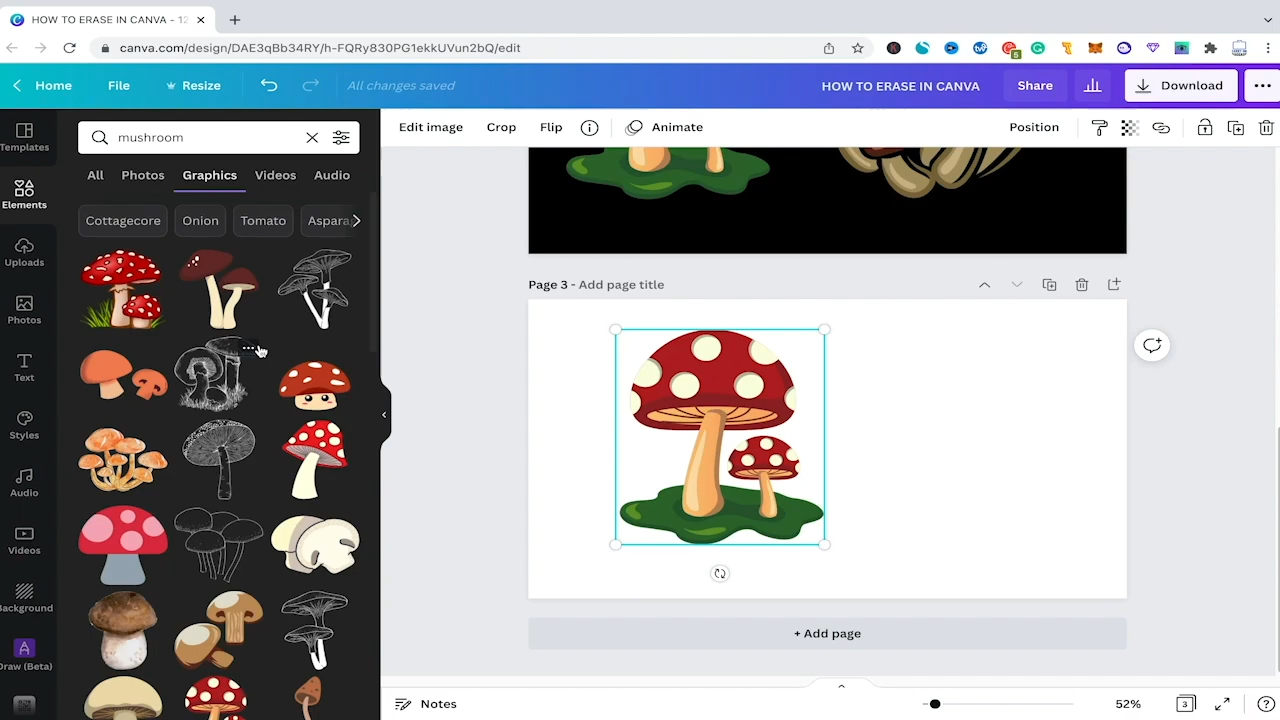 HOW TO ERASE IN CANVA - 12
canva.com/design/DAE3qBb34RY/h-FQRy830PG1ekkUVun2bQ/edit
5
Home
File
Resize
All changes saved
HOW TO ERASE IN CANVA
Share
Download
Templates
Elements
Uploads
Photos
Text
Styles
Audio
Videos
Background
Draw (Beta)
mushroom
All
Photos
Graphics
Videos
Audio
Cottagecore
Onion
Tomato
Aspara
Edit image
Crop
Flip
Animate
Position
Page 3 - Add page title
+ Add page
Notes
52%
3